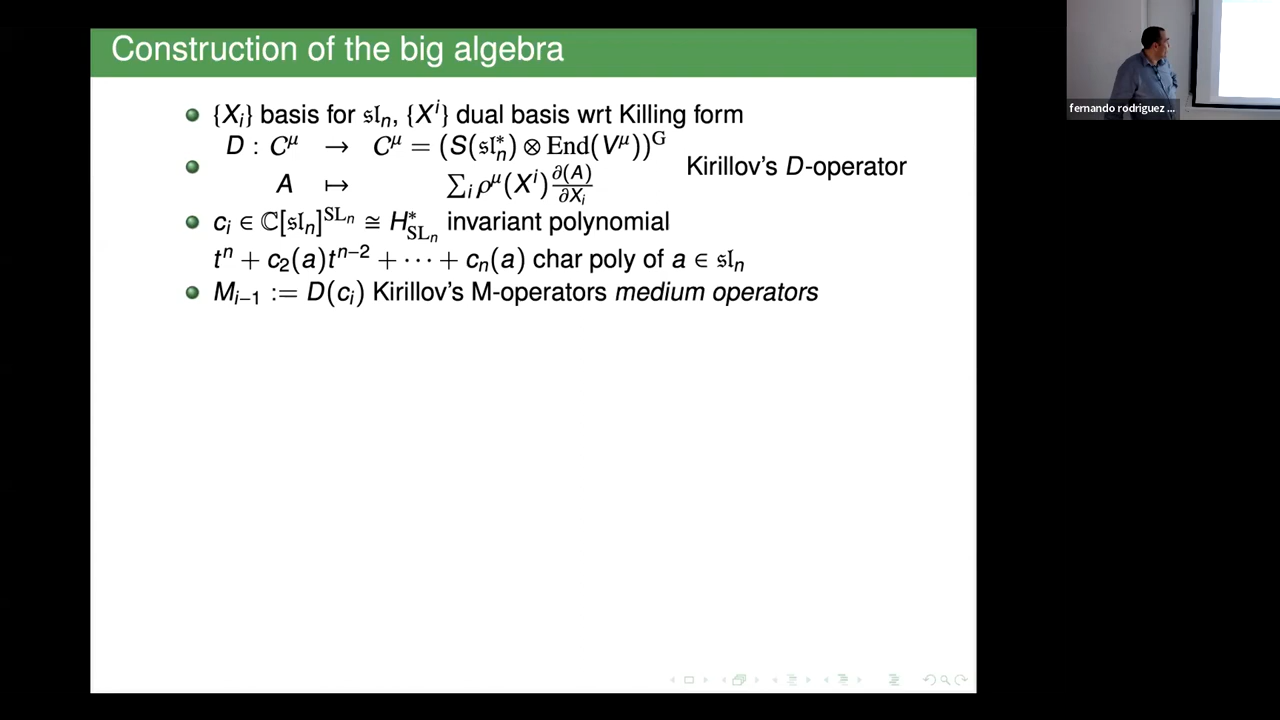 Construction of the big algebra
{X_i} basis for 𝔰𝔩_n, {X^i} dual basis wrt Killing form
D : C^μ → C^μ = (S(𝔰𝔩_n^*) ⊗ End(V^μ))^G
A ↦ ∑_i ρ^μ(X^i) ∂(A)/∂X_i
Kirillov's D-operator
c_i ∈ ℂ[𝔰𝔩_n]^{SL_n} ≅ H^*_{SL_n} invariant polynomial
t^n + c_2(a)t^{n−2} + ⋯ + c_n(a) char poly of a ∈ 𝔰𝔩_n
M_{i−1} := D(c_i) Kirillov's M-operators medium operators
fernando rodriguez ...